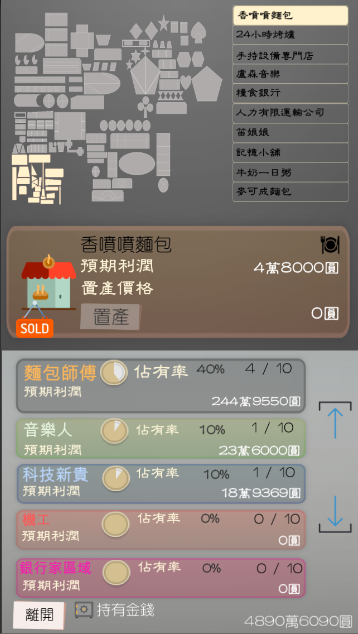 香噴噴麵包
24小時烤爐
手持設備專門店
盧森音樂
糧食銀行
人力有限運輸公司
笛娘娘
記憶小舖
牛奶一日粥
麥可成麵包
香噴噴麵包
預期利潤 4萬8000圓
置產價格
0圓
置產
SOLD
麵包師傅 佔有率 40% 4 / 10
預期利潤
244萬9550圓
音樂人 佔有率 10% 1 / 10
預期利潤 23萬6000圓
科技新貴 佔有率 10% 1 / 10
預期利潤 18萬9369圓
機工 佔有率 0% 0 / 10
預期利潤 0圓
銀行家區域 佔有率 0% 0 / 10
預期利潤 0圓
離開 持有金錢
4890萬6090圓